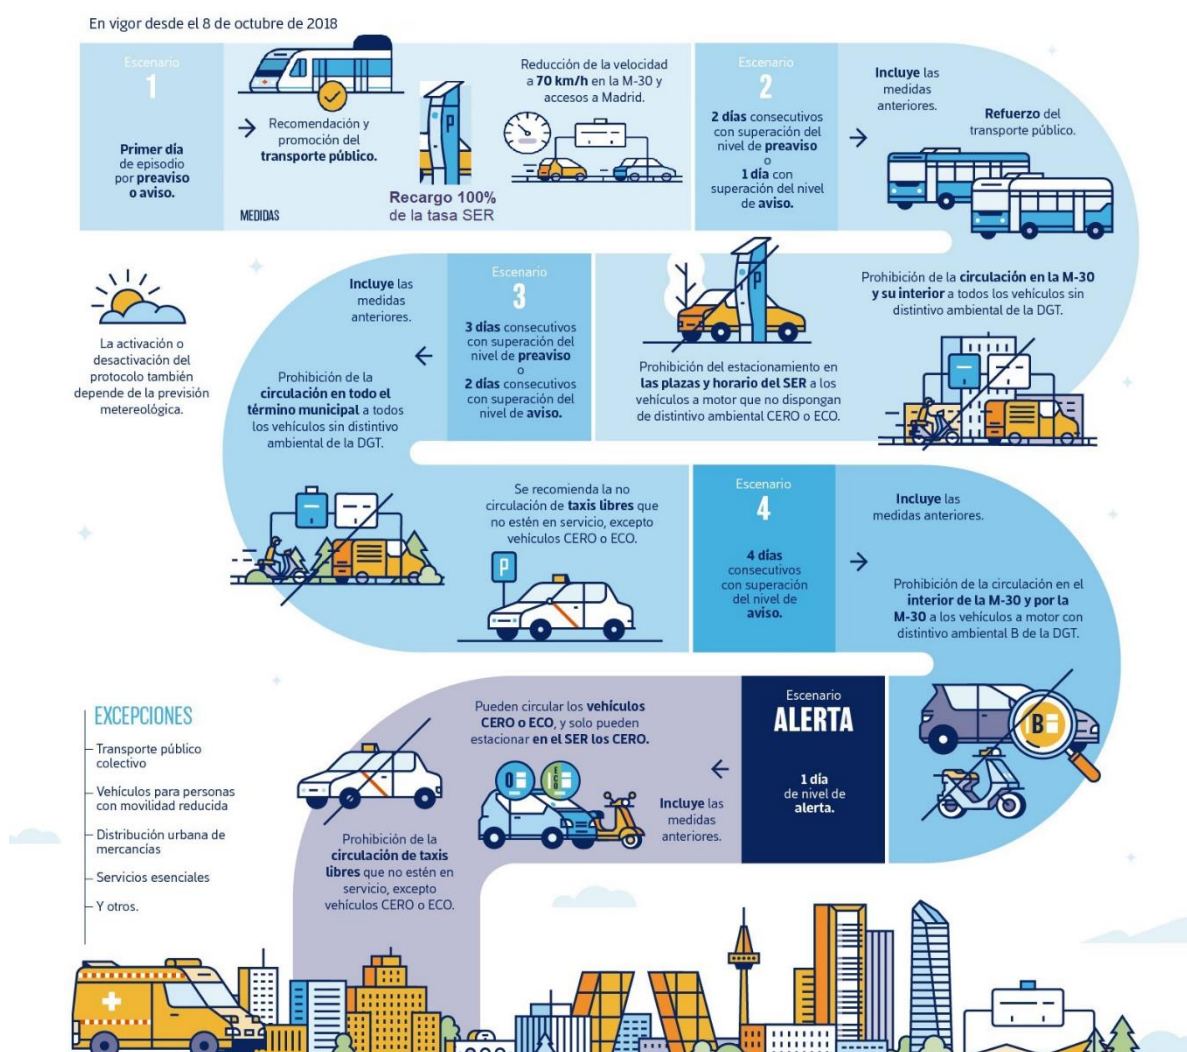 En vigor desde el 8 de octubre de 2018
Escenario
1
Primer día
de episodio
por preaviso
o aviso.
MEDIDAS
Recomendación y
promoción del
transporte público.
P
Recargo 100%
de la tasa SER
Reducción de la velocidad
a 70 km/h en la M-30 y
accesos a Madrid.
Escenario
2
2 días consecutivos
con superación del
nivel de preaviso
o
1 día con
superación del nivel
de aviso.
Incluye las
medidas
anteriores.
Refuerzo del
transporte público.
Prohibición de la circulación en la M-30
y su interior a todos los vehículos sin
distintivo ambiental de la DGT.
P
Prohibición del estacionamiento en
las plazas y horario del SER a los
vehículos a motor que no dispongan
de distintivo ambiental CERO o ECO.
Escenario
3
3 días consecutivos
con superación del
nivel de preaviso
o
2 días consecutivos
con superación del
nivel de aviso.
Incluye las
medidas
anteriores.
Prohibición de la
circulación en todo el
término municipal a todos
los vehículos sin distintivo
ambiental de la DGT.
La activación o
desactivación del
protocolo también
depende de la previsión
metereológica.
Se recomienda la no
circulación de taxis libres que
no estén en servicio, excepto
vehículos CERO o ECO.
P
Escenario
4
4 días
consecutivos
con superación
del nivel de
aviso.
Incluye las
medidas anteriores.
Prohibición de la circulación en el
interior de la M-30 y por la
M-30 a los vehículos a motor con
distintivo ambiental B de la DGT.
B
Escenario
ALERTA
1 día
de nivel de
alerta.
Incluye las
medidas
anteriores.
Pueden circular los vehículos
CERO o ECO, y solo pueden
estacionar en el SER los CERO.
0
ECO
Prohibición de la
circulación de taxis
libres que no estén en
servicio, excepto
vehículos CERO o ECO.
EXCEPCIONES
Transporte público
colectivo
Vehículos para personas
con movilidad reducida
Distribución urbana de
mercancías
Servicios esenciales
Y otros.